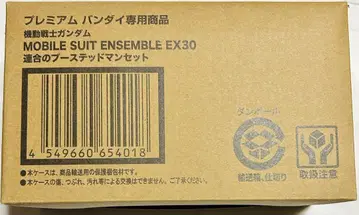 プレミアム バンダイ専用商品
機動戦士ガンダム
MOBILE SUIT ENSEMBLE EX30
連合のブーステッドマンセット
4 549660 654018
ダンボール
輸送箱、仕切り
取扱注意
●本ケースは、商品輸送用の保護梱包材です。
●本ケースの傷、つぶれ、汚れ等による交換はできません。ご了承ください。